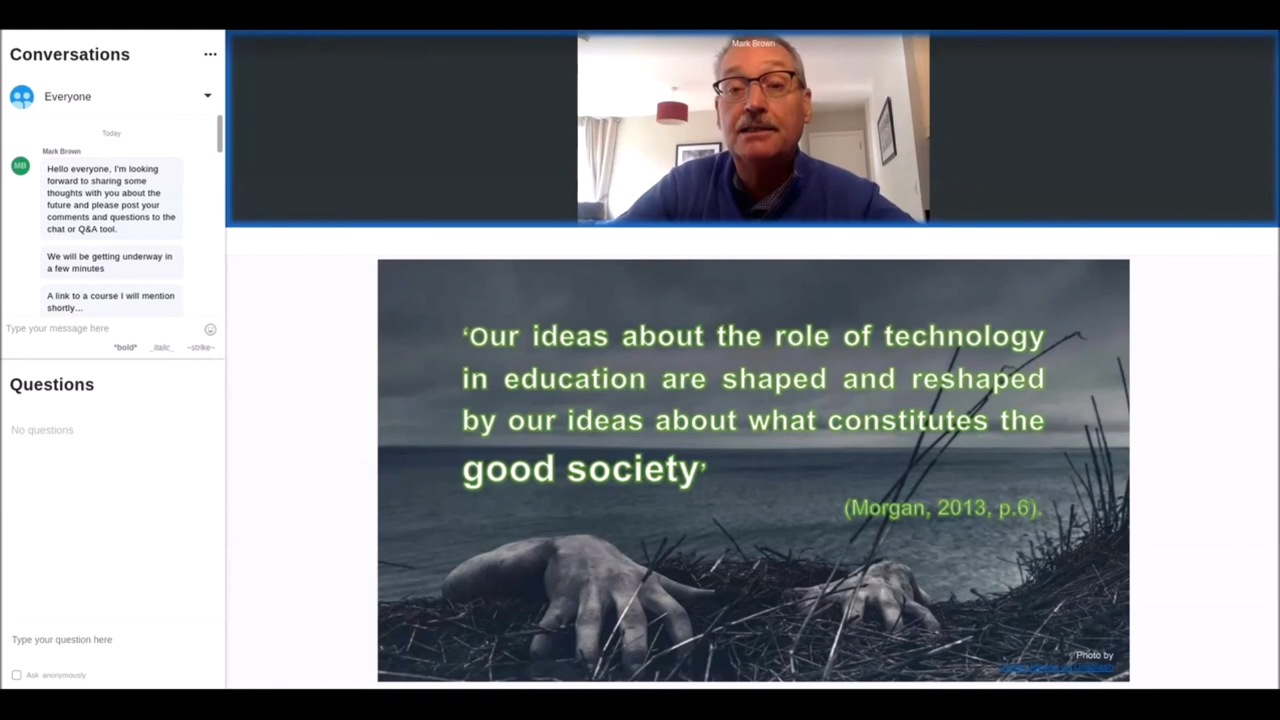 Conversations
Everyone
Today
Mark Brown
MB
Hello everyone, I'm looking
forward to sharing some
thoughts with you about the
future and please post your
comments and questions to the
chat or Q&A tool.
We will be getting underway in
a few minutes
A link to a course I will mention
shortly...
Type your message here
*bold* _italic_ ~strike~
Questions
No questions
Type your question here
Ask anonymously
Mark Brown
‘Our ideas about the role of technology
in education are shaped and reshaped
by our ideas about what constitutes the
good society’
(Morgan, 2013, p.6).
Photo by